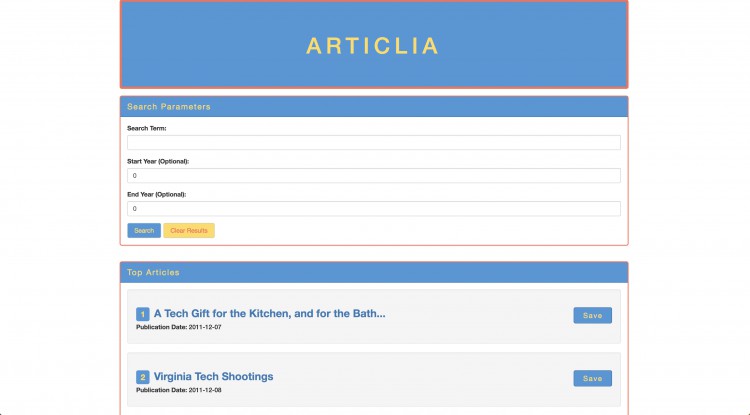 ARTICLIA
Search Parameters
Search Term:
Start Year (Optional):
0
End Year (Optional):
0
Search Clear Results
Top Articles
1 A Tech Gift for the Kitchen, and for the Bath... Save
Publication Date: 2011-12-07
2 Virginia Tech Shootings Save
Publication Date: 2011-12-08